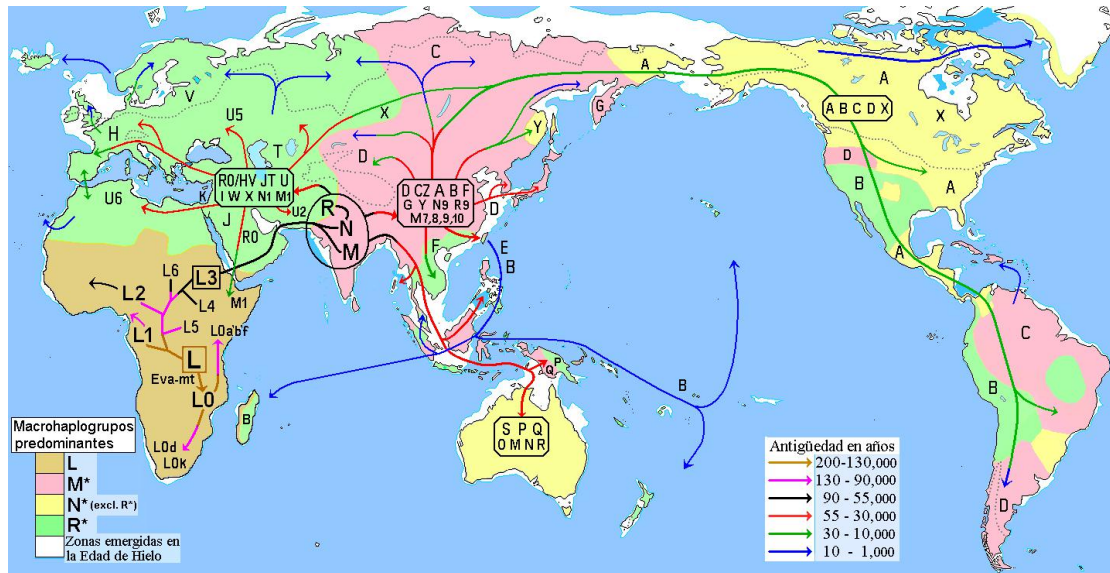 C
A
A
V
G
X
A B C D X
U5
H
X
Y
T
D
D
R0/HV JT U
I W X N1 M1
K
D CZ A B F
G Y N9 R9
M7,8,9,10
B
A
U6
R
U2
D
J
N
R0
M
F
E
B
A
L6
L3
L2
L4
M1
L5
L1
L0a'b'f
C
L
P
Q
Eva-mt
B
B
L0
B
S P Q
O M N R
L0d
L0K
D
Macrohaplogrupos
predominantes
L
M*
N* (excl. R*)
R*
Zonas emergidas en
la Edad de Hielo
Antigüedad en años
200-130,000
130 - 90,000
90 - 55,000
55 - 30,000
30 - 10,000
10 - 1,000